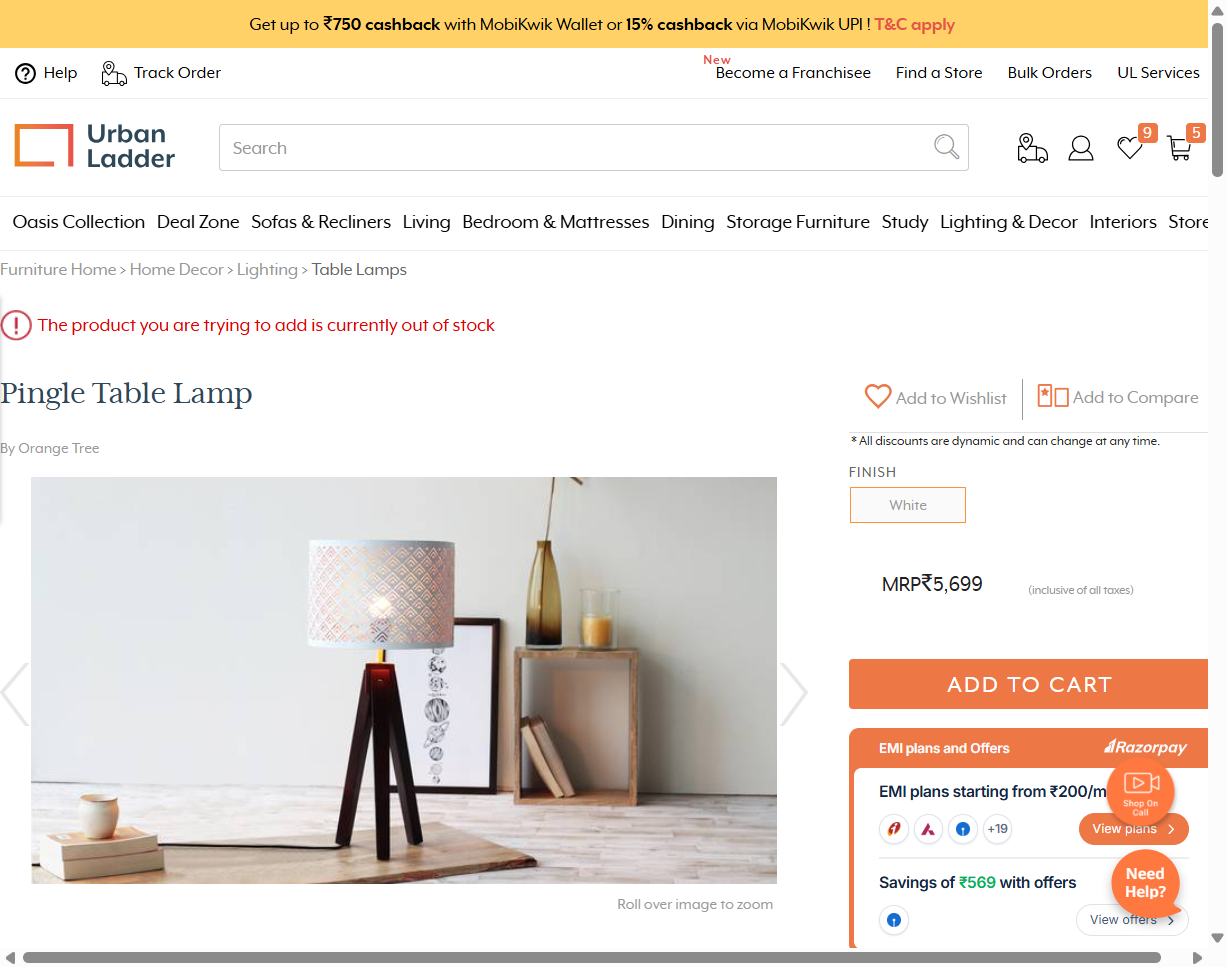 Get up to ₹750 cashback with MobiKwik Wallet or 15% cashback via MobiKwik UPI ! T&C apply
Help
Track Order
New
Become a Franchisee
Find a Store
Bulk Orders
UL Services
Urban
Ladder
Search
9
5
Oasis Collection
Deal Zone
Sofas & Recliners
Living
Bedroom & Mattresses
Dining
Storage Furniture
Study
Lighting & Decor
Interiors
Store
Furniture Home > Home Decor > Lighting > Table Lamps
The product you are trying to add is currently out of stock
Pingle Table Lamp
By Orange Tree
Add to Wishlist
Add to Compare
* All discounts are dynamic and can change at any time.
FINISH
White
MRP₹5,699
(inclusive of all taxes)
ADD TO CART
EMI plans and Offers
Razorpay
EMI plans starting from ₹200/m
Shop On
Call
+19
View plans
Savings of ₹569 with offers
Need
Help?
View offers
Roll over image to zoom